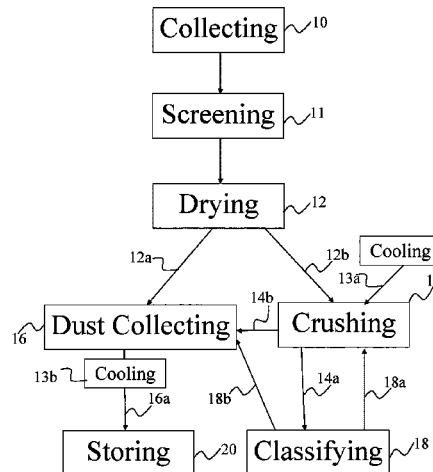 Collecting
10
Screening
11
Drying
12
12a
12b
Cooling
13a
16
Dust Collecting
14b
Crushing
1
13b
Cooling
16a
18b
14a
18a
Storing
20
Classifying
18